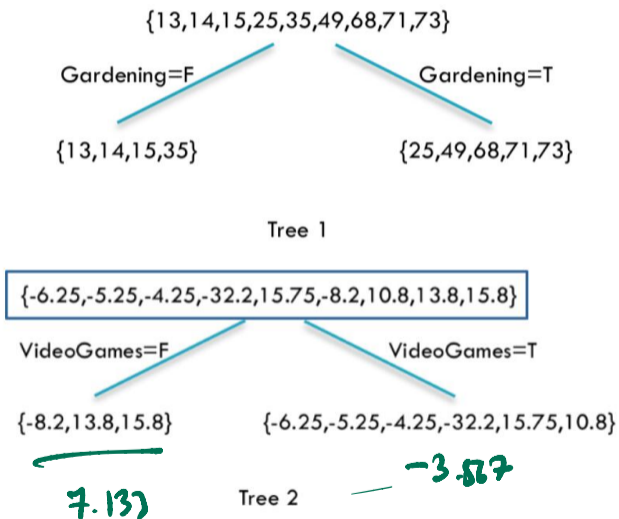 {13,14,15,25,35,49,68,71,73}
Gardening=F Gardening=T
{13,14,15,35} {25,49,68,71,73}
Tree 1
{-6.25,-5.25,-4.25,-32.2,15.75,-8.2,10.8,13.8,15.8}
VideoGames=F VideoGames=T
{-8.2,13.8,15.8} {-6.25,-5.25,-4.25,-32.2,15.75,10.8}
7.133 -3.567
Tree 2